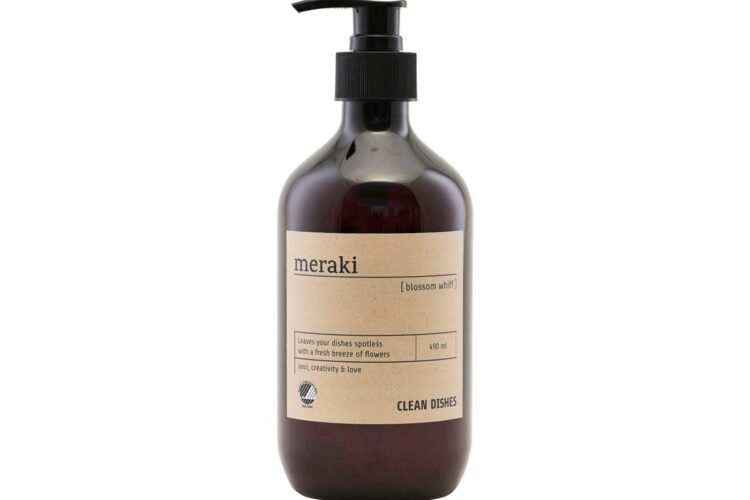 meraki
[ blossom whiff ]
Leaves your dishes spotless
with a fresh breeze of flowers
490 ml
soul, creativity & love
CLEAN DISHES